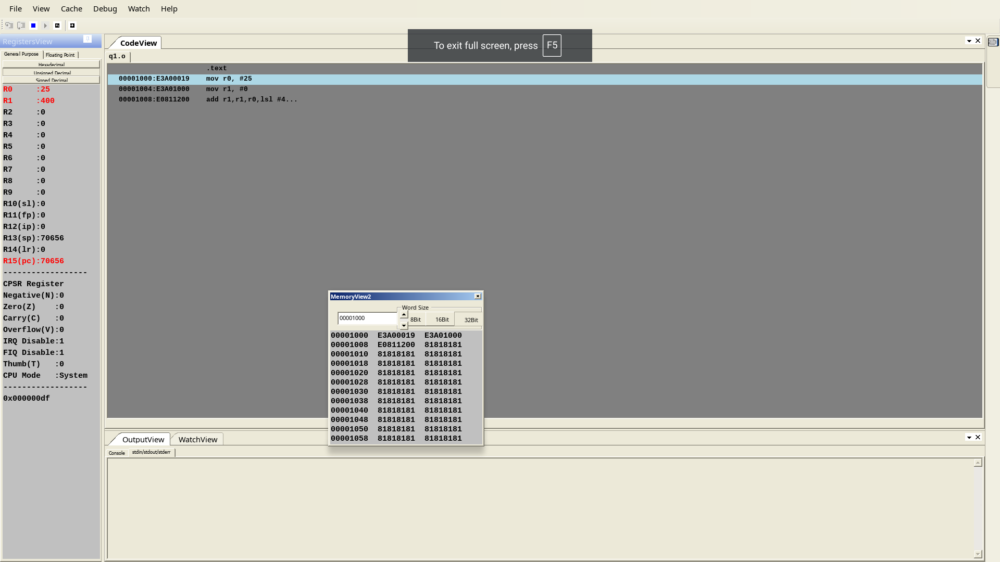 File View Cache Debug Watch Help
RegistersView
General Purpose Floating Point
Hexadecimal
Unsigned Decimal
Signed Decimal
R0 :25
R1 :400
R2 :0
R3 :0
R4 :0
R5 :0
R6 :0
R7 :0
R8 :0
R9 :0
R10(sl):0
R11(fp):0
R12(ip):0
R13(sp):70656
R14(lr):0
R15(pc):70656
------------------
CPSR Register
Negative(N):0
Zero(Z) :0
Carry(C) :0
Overflow(V):0
IRQ Disable:1
FIQ Disable:1
Thumb(T) :0
CPU Mode :System
------------------
0x000000df
CodeView
To exit full screen, press F5
q1.o
.text
00001000:E3A00019 mov r0, #25
00001004:E3A01000 mov r1, #0
00001008:E0811200 add r1,r1,r0,lsl #4...
MemoryView2
Word Size
00001000
8Bit 16Bit 32Bit
00001000 E3A00019 E3A01000
00001008 E0811200 81818181
00001010 81818181 81818181
00001018 81818181 81818181
00001020 81818181 81818181
00001028 81818181 81818181
00001030 81818181 81818181
00001038 81818181 81818181
00001040 81818181 81818181
00001048 81818181 81818181
00001050 81818181 81818181
00001058 81818181 81818181
OutputView WatchView
Console stdin/stdout/stderr